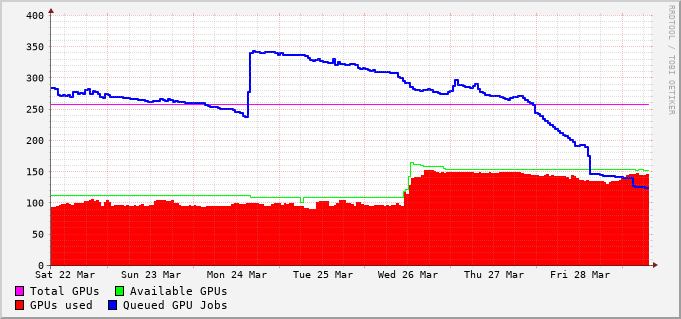 400
350
300
250
200
150
100
50
0
Sat 22 Mar Sun 23 Mar Mon 24 Mar Tue 25 Mar Wed 26 Mar Thu 27 Mar Fri 28 Mar
Total GPUs Available GPUs
GPUs used Queued GPU Jobs
RRDTOOL / TOBI OETIKER